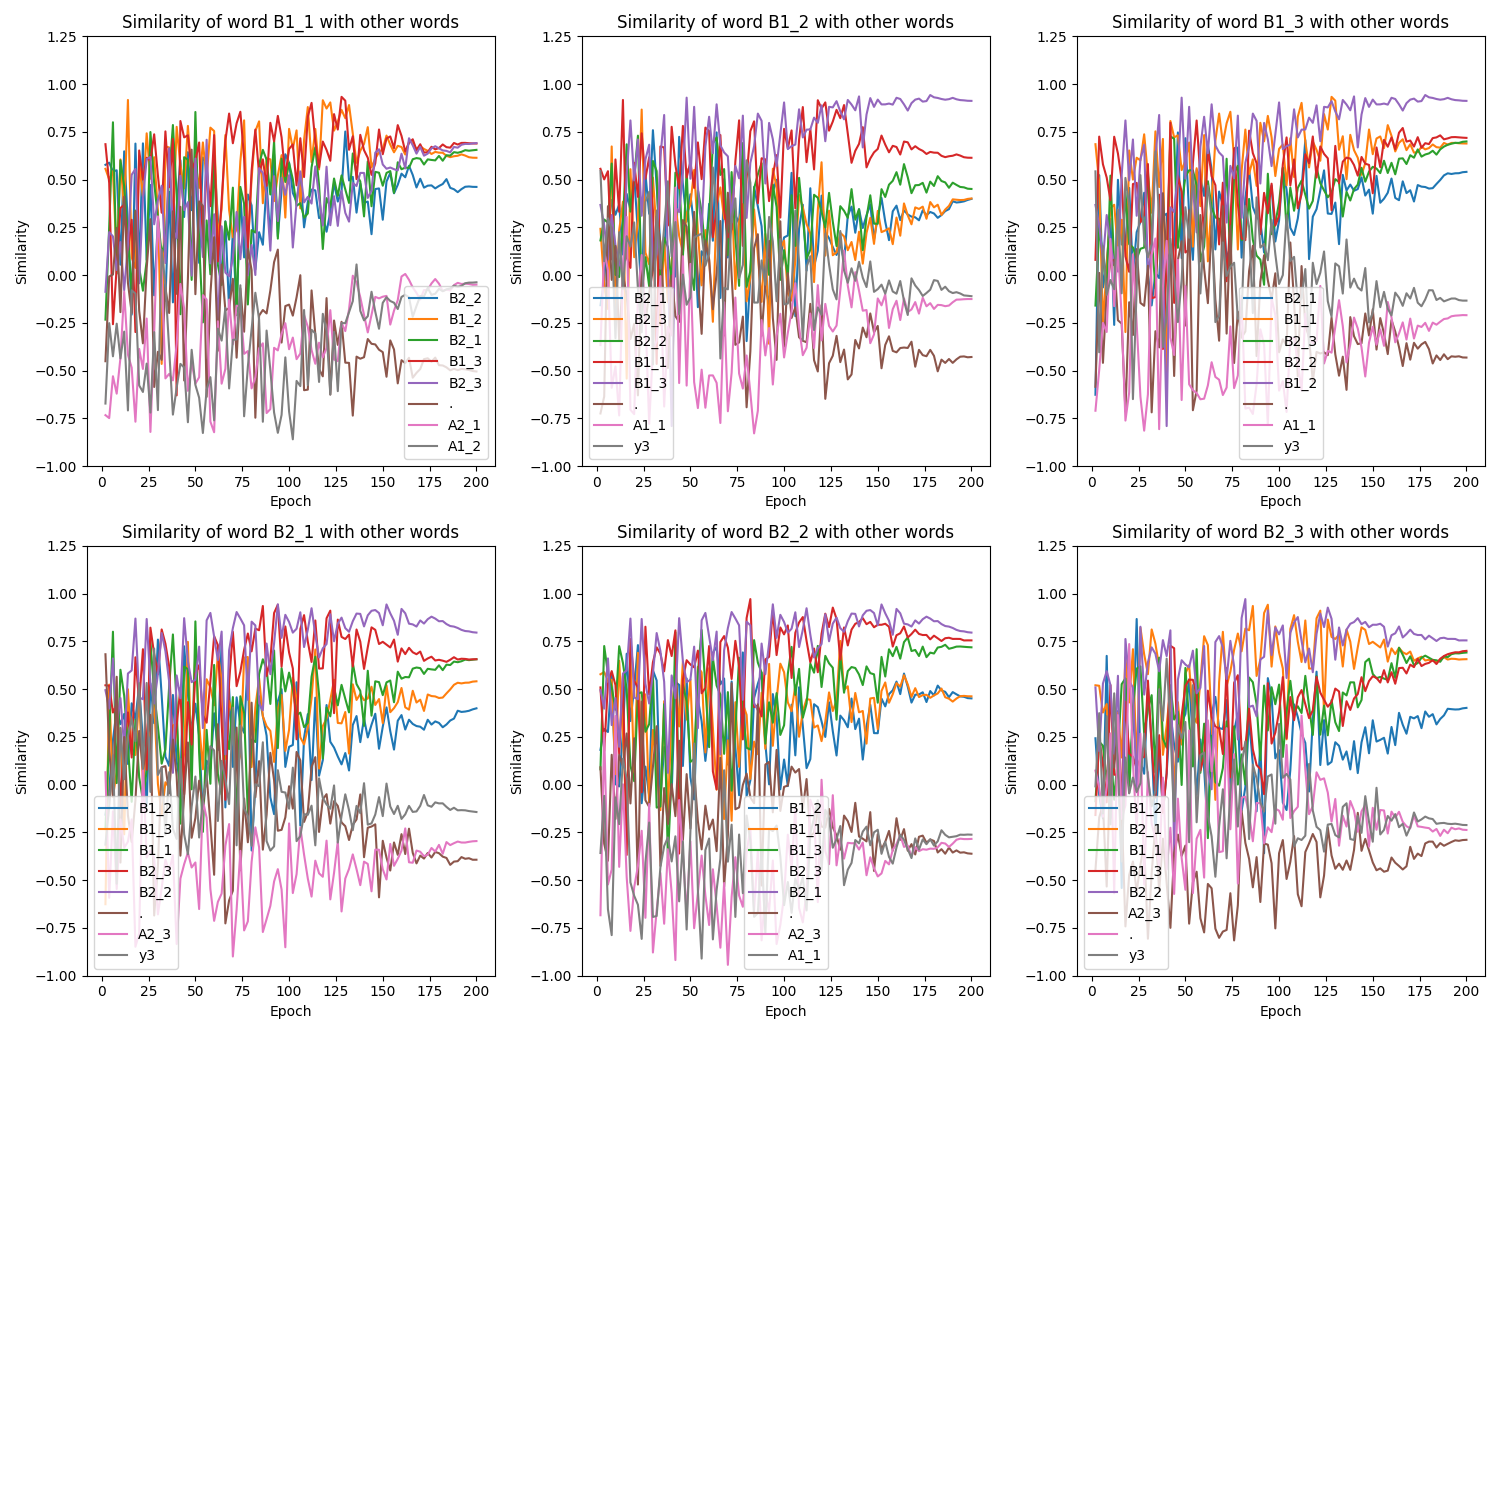 Similarity of word B1_1 with other words
1.25
1.00
0.75
0.50
0.25
0.00
−0.25
−0.50
−0.75
−1.00
Similarity
0 25 50 75 100 125 150 175 200
Epoch
B2_2
B1_2
B2_1
B1_3
B2_3
.
A2_1
A1_2
Similarity of word B1_2 with other words
1.25
1.00
0.75
0.50
0.25
0.00
−0.25
−0.50
−0.75
−1.00
Similarity
0 25 50 75 100 125 150 175 200
Epoch
B2_1
B2_3
B2_2
B1_1
B1_3
.
A1_1
y3
Similarity of word B1_3 with other words
1.25
1.00
0.75
0.50
0.25
0.00
−0.25
−0.50
−0.75
−1.00
Similarity
0 25 50 75 100 125 150 175 200
Epoch
B2_1
B1_1
B2_3
B2_2
B1_2
.
A1_1
y3
Similarity of word B2_1 with other words
1.25
1.00
0.75
0.50
0.25
0.00
−0.25
−0.50
−0.75
−1.00
Similarity
0 25 50 75 100 125 150 175 200
Epoch
B1_2
B1_3
B1_1
B2_3
B2_2
.
A2_3
y3
Similarity of word B2_2 with other words
1.25
1.00
0.75
0.50
0.25
0.00
−0.25
−0.50
−0.75
−1.00
Similarity
0 25 50 75 100 125 150 175 200
Epoch
B1_2
B1_1
B1_3
B2_3
B2_1
.
A2_3
A1_1
Similarity of word B2_3 with other words
1.25
1.00
0.75
0.50
0.25
0.00
−0.25
−0.50
−0.75
−1.00
Similarity
0 25 50 75 100 125 150 175 200
Epoch
B1_2
B2_1
B1_1
B1_3
B2_2
A2_3
.
y3